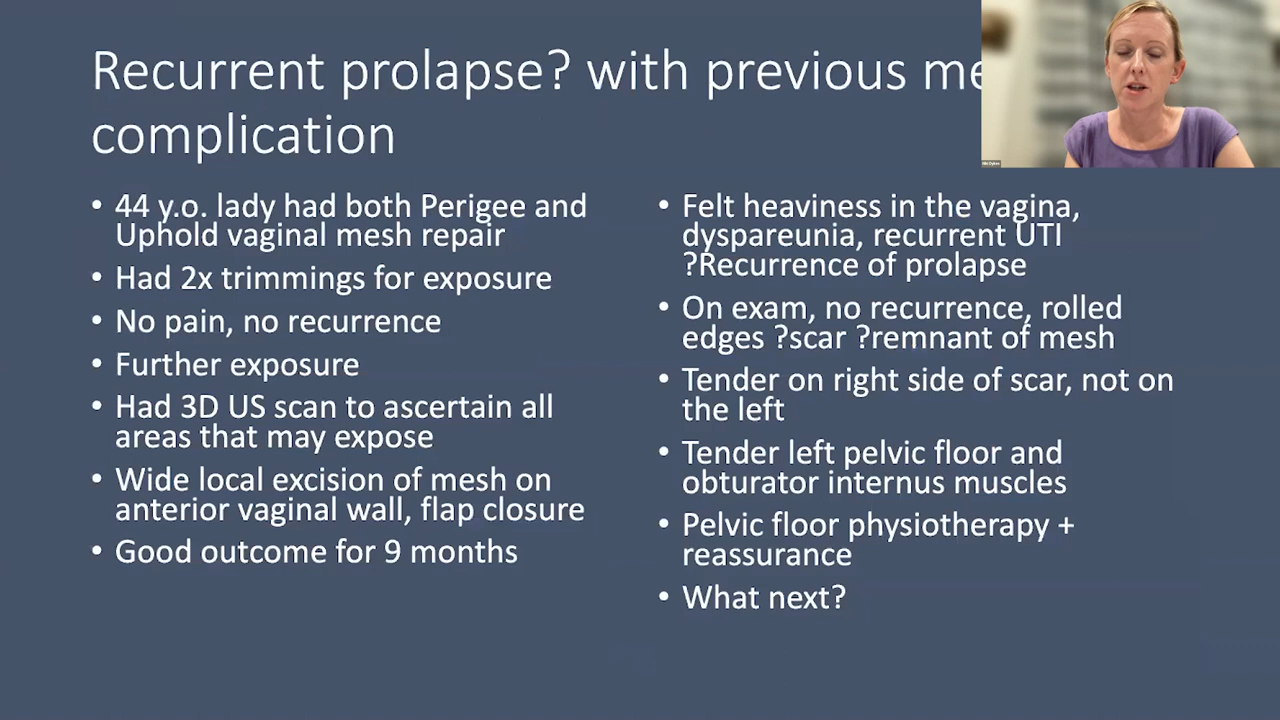 Recurrent prolapse? with previous
complication
• 44 y.o. lady had both Perigee and
Uphold vaginal mesh repair
• Had 2x trimmings for exposure
• No pain, no recurrence
• Further exposure
• Had 3D US scan to ascertain all
areas that may expose
• Wide local excision of mesh on
anterior vaginal wall, flap closure
• Good outcome for 9 months
• Felt heaviness in the vagina,
dyspareunia, recurrent UTI
?Recurrence of prolapse
• On exam, no recurrence, rolled
edges ?scar ?remnant of mesh
• Tender on right side of scar, not on
the left
• Tender left pelvic floor and
obturator internus muscles
• Pelvic floor physiotherapy +
reassurance
• What next?